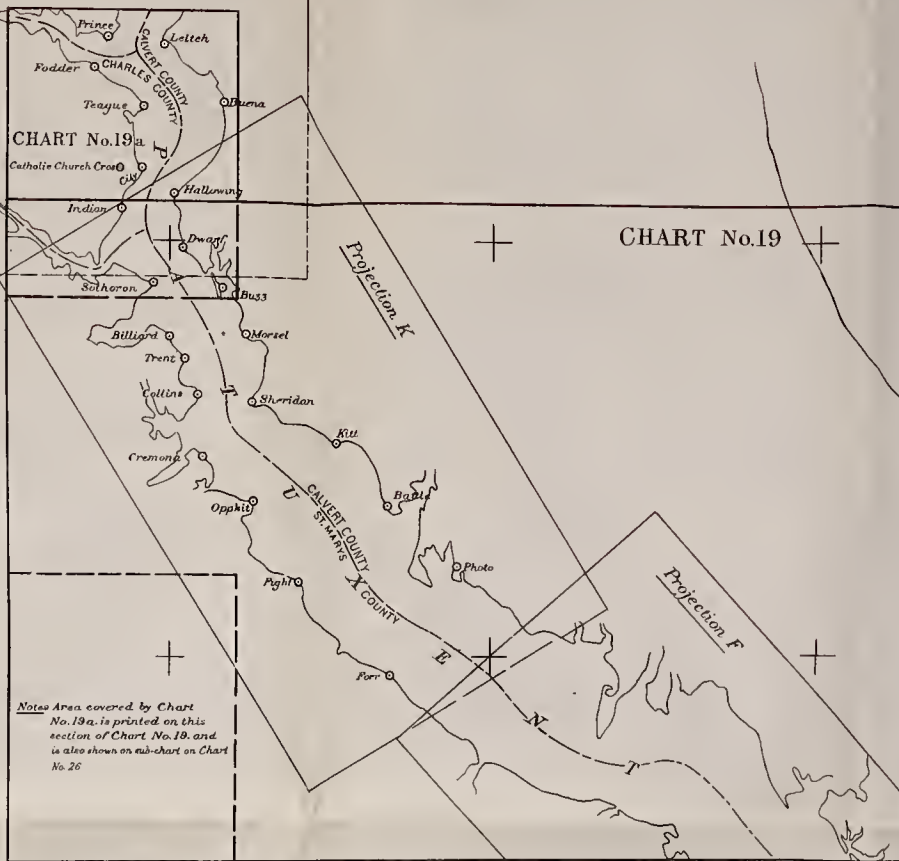 Prince
Leitch
CALVERT COUNTY
CHARLES COUNTY
Fodder
Teague
Buena
CHART No.19a
P
Catholic Church Cross
City
Hallowing
Indian
Dwarf
CHART No.19
Projection K
Sothoron
A
Buzz
Billiard
Morsel
Trent
T
Collins
Sheridan
Kitt
Cremona
U
Oppkit
CALVERT COUNTY
ST. MARYS COUNTY
Battle
X
Photo
Fight
Projection F
E
Forr
N
T
Note= Area covered by Chart
No.19a. is printed on this
section of Chart No.19. and
is also shown on sub-chart on Chart
No. 26